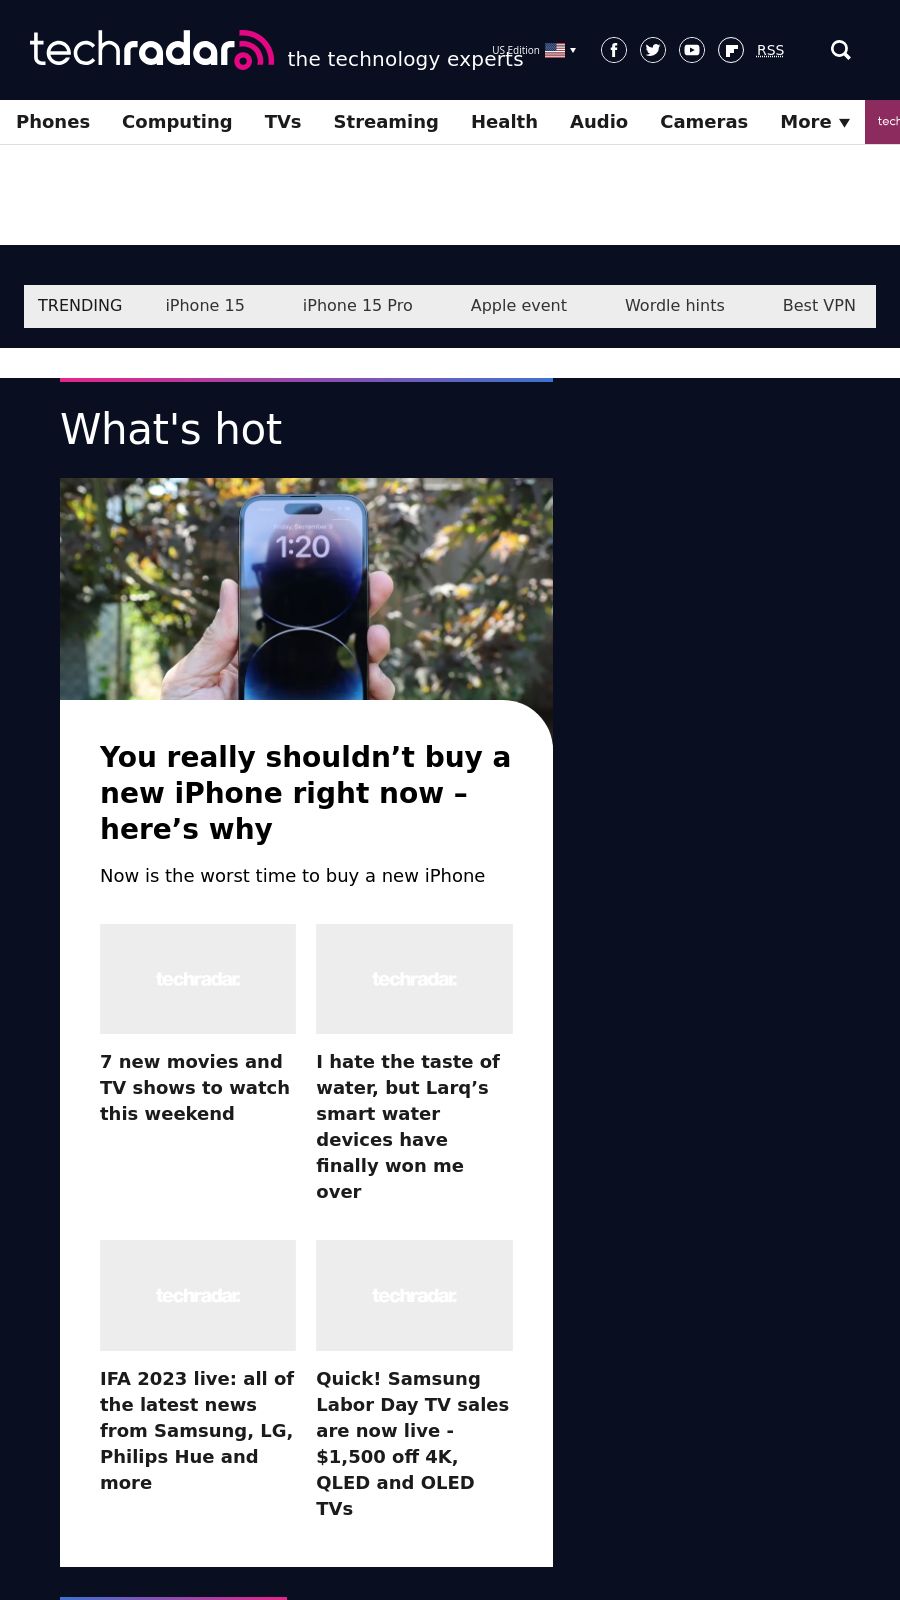 techradar
the technology experts
US Edition
RSS
Phones
Computing
TVs
Streaming
Health
Audio
Cameras
More
tech
TRENDING
iPhone 15
iPhone 15 Pro
Apple event
Wordle hints
Best VPN
What's hot
1:20
You really shouldn’t buy a
new iPhone right now –
here’s why
Now is the worst time to buy a new iPhone
techradar.
7 new movies and
TV shows to watch
this weekend
techradar.
I hate the taste of
water, but Larq’s
smart water
devices have
finally won me
over
techradar.
IFA 2023 live: all of
the latest news
from Samsung, LG,
Philips Hue and
more
techradar.
Quick! Samsung
Labor Day TV sales
are now live -
$1,500 off 4K,
QLED and OLED
TVs